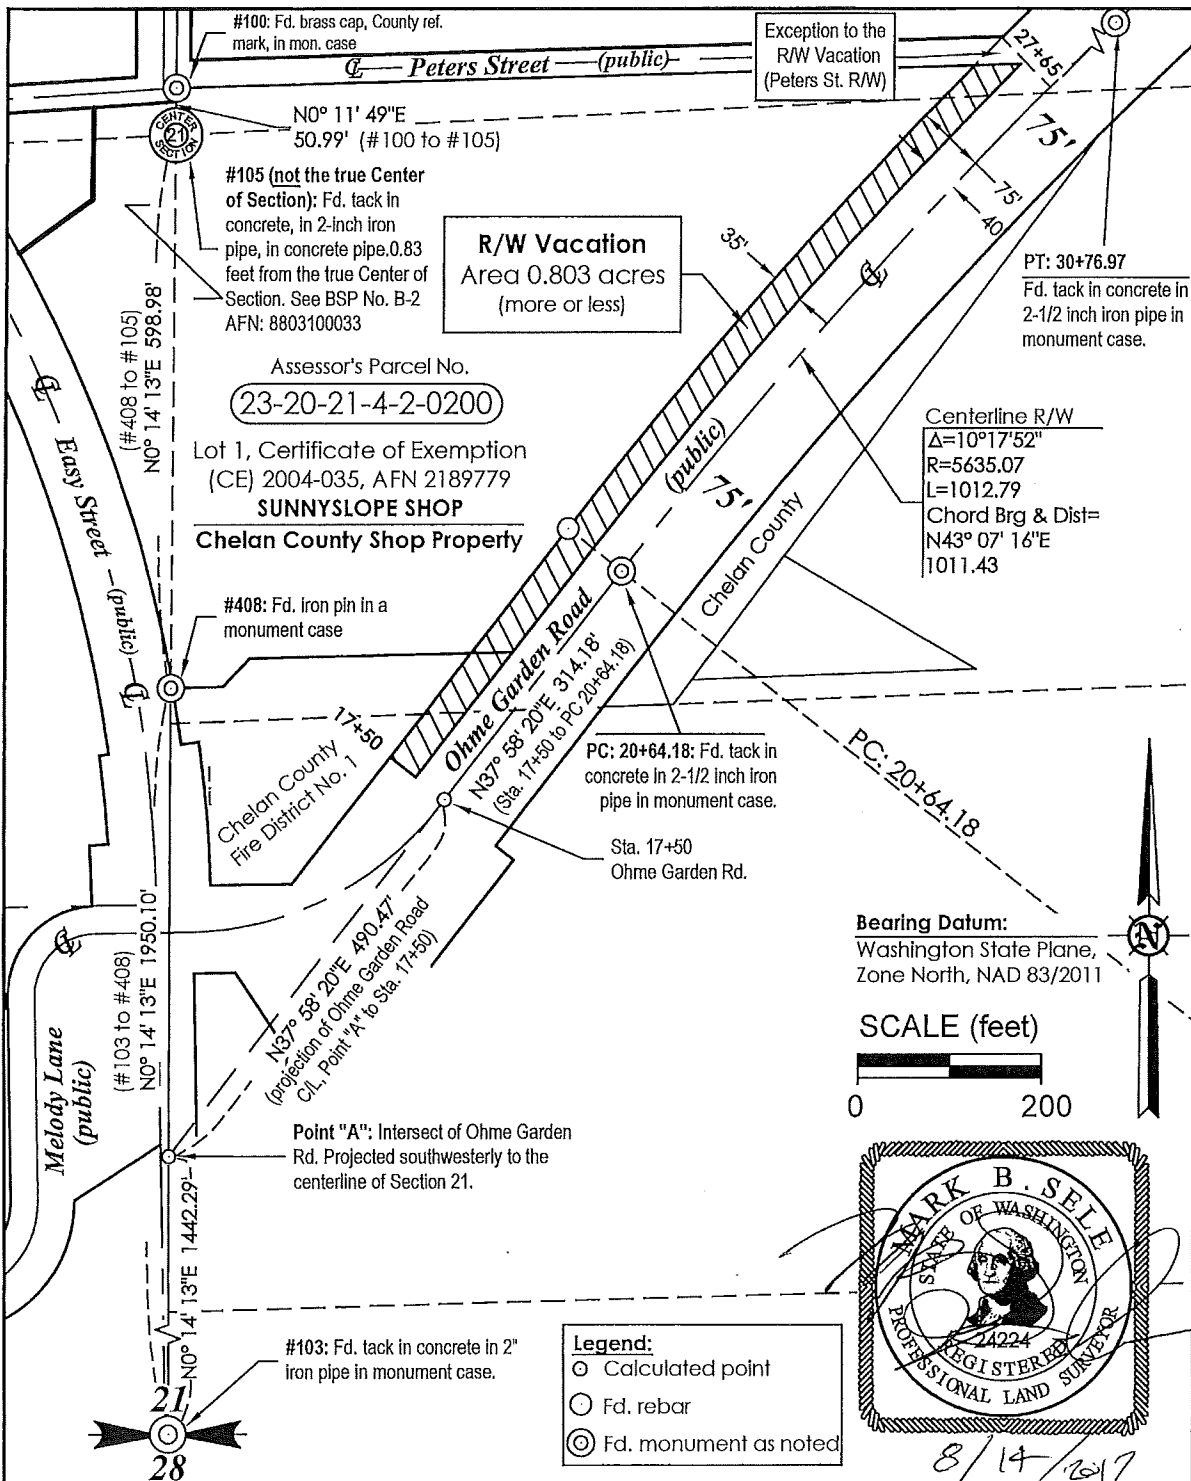 #100: Fd. brass cap, County ref.
mark, in mon. case
CL Peters Street (public)
Exception to the
R/W Vacation
(Peters St. R/W)
27+65
N0° 11' 49"E
50.99' (#100 to #105)
CENTER
21
SECTION
#105 (not the true Center
of Section): Fd. tack in
concrete, in 2-inch iron
pipe, in concrete pipe.0.83
feet from the true Center of
Section. See BSP No. B-2
AFN: 8803100033
R/W Vacation
Area 0.803 acres
(more or less)
75'
75'
40'
35'
CL
PT: 30+76.97
Fd. tack in concrete in
2-1/2 inch iron pipe in
monument case.
(#408 to #105)
N0° 14' 13"E 598.98'
Assessor's Parcel No.
23-20-21-4-2-0200
Lot 1, Certificate of Exemption
(CE) 2004-035, AFN 2189779
SUNNYSLOPE SHOP
Chelan County Shop Property
Centerline R/W
Δ=10°17'52"
R=5635.07
L=1012.79
Chord Brg & Dist=
N43° 07' 16"E
1011.43
CL Easy Street (public) CL
#408: Fd. iron pin in a
monument case
(public)
75'
Chelan County
Ohme Garden Road
N37° 58' 20"E 314.18'
(Sta. 17+50 to PC 20+64.18)
17+50
Chelan County
Fire District No. 1
PC: 20+64.18: Fd. tack in
concrete in 2-1/2 inch iron
pipe in monument case.
PC: 20+64.18
Sta. 17+50
Ohme Garden Rd.
N37° 58' 20"E 490.47'
(projection of Ohme Garden Road
C/L, Point "A" to Sta. 17+50)
(#103 to #408)
N0° 14' 13"E 1950.10'
CL
Melody Lane
(public)
Bearing Datum:
Washington State Plane,
Zone North, NAD 83/2011
N
SCALE (feet)
0 200
Point "A": Intersect of Ohme Garden
Rd. Projected southwesterly to the
centerline of Section 21.
N0° 14' 13"E 1442.29'
#103: Fd. tack in concrete in 2"
iron pipe in monument case.
21
28
Legend:
Calculated point
Fd. rebar
Fd. monument as noted
MARK B. SELE
STATE OF WASHINGTON
24224
REGISTERED
PROFESSIONAL LAND SURVEYOR
8/14/2017